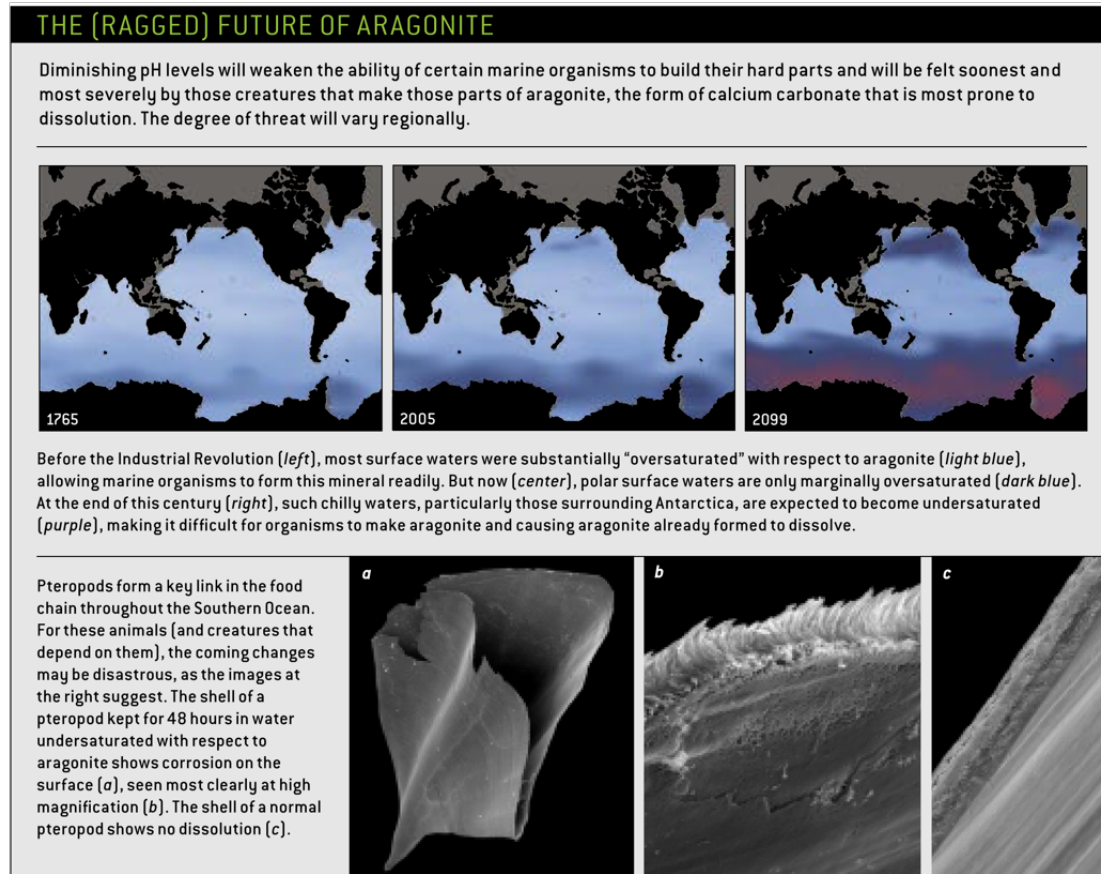 THE (RAGGED) FUTURE OF ARAGONITE
Diminishing pH levels will weaken the ability of certain marine organisms to build their hard parts and will be felt soonest and
most severely by those creatures that make those parts of aragonite, the form of calcium carbonate that is most prone to
dissolution. The degree of threat will vary regionally.
1765
2005
2099
Before the Industrial Revolution (left), most surface waters were substantially “oversaturated” with respect to aragonite (light blue),
allowing marine organisms to form this mineral readily. But now (center), polar surface waters are only marginally oversaturated (dark blue).
At the end of this century (right), such chilly waters, particularly those surrounding Antarctica, are expected to become undersaturated
(purple), making it difficult for organisms to make aragonite and causing aragonite already formed to dissolve.
Pteropods form a key link in the food
chain throughout the Southern Ocean.
For these animals (and creatures that
depend on them), the coming changes
may be disastrous, as the images at
the right suggest. The shell of a
pteropod kept for 48 hours in water
undersaturated with respect to
aragonite shows corrosion on the
surface (a), seen most clearly at high
magnification (b). The shell of a normal
pteropod shows no dissolution (c).
a
b
c